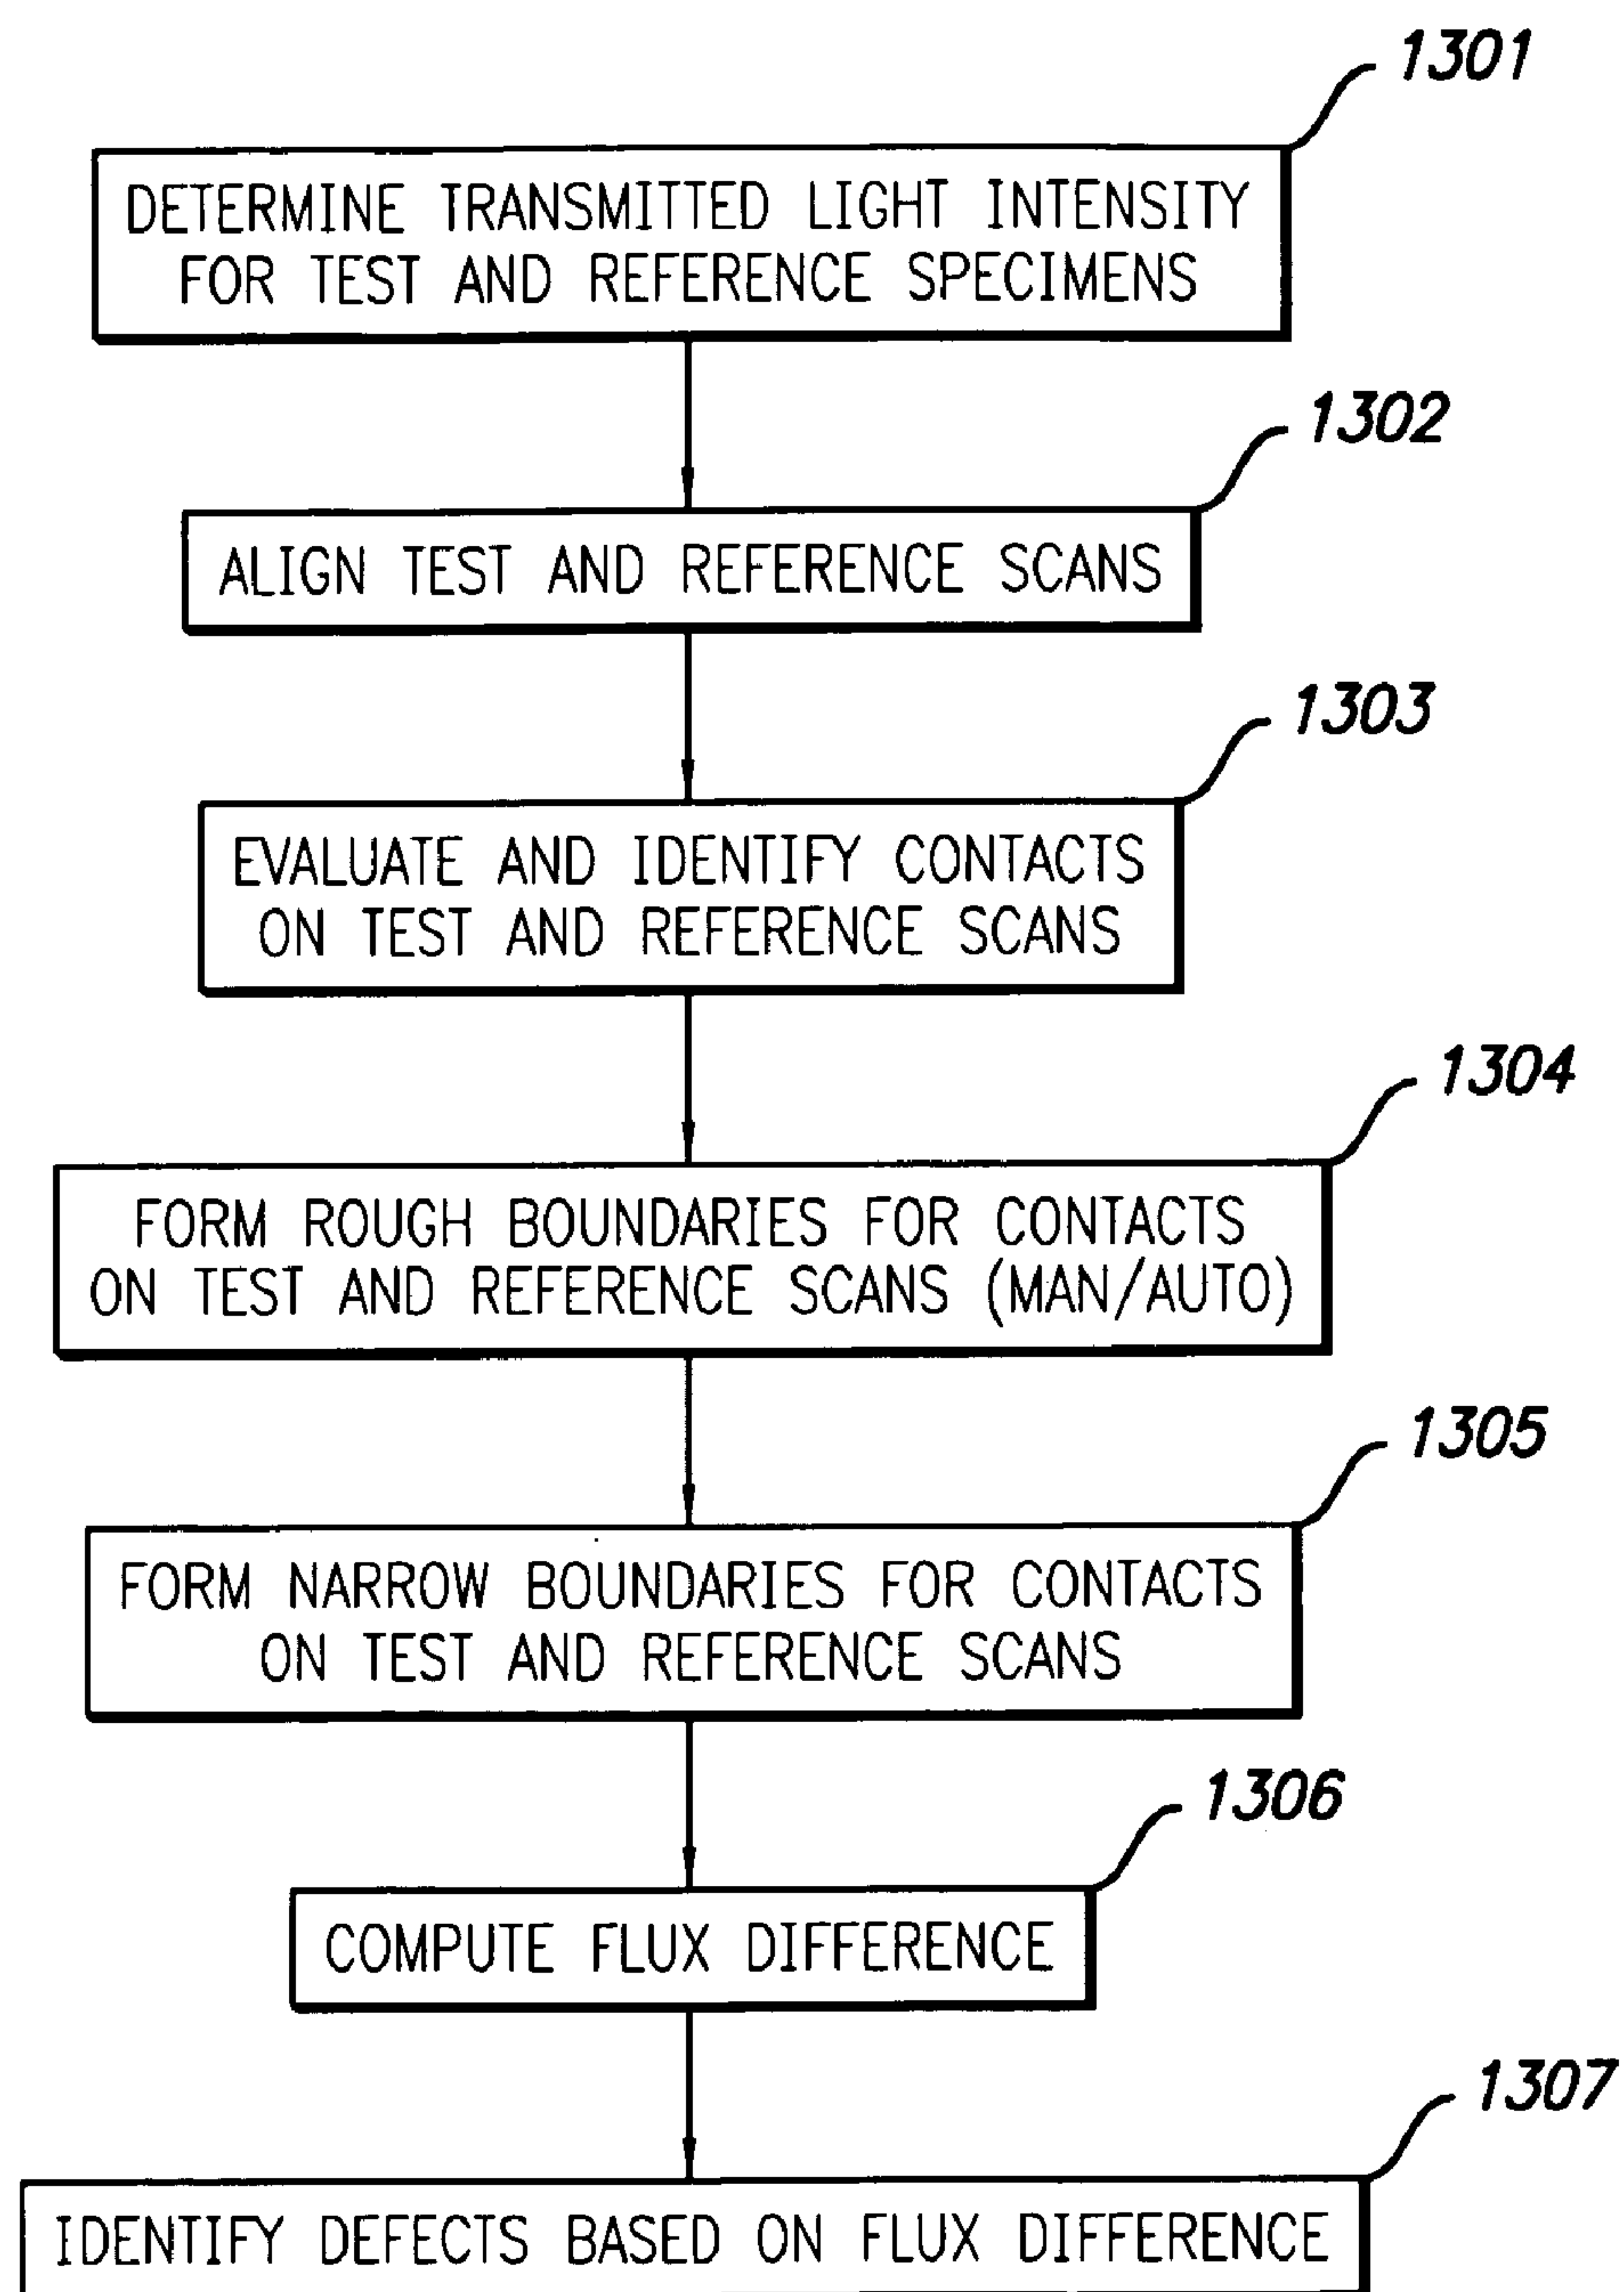 1301
DETERMINE TRANSMITTED LIGHT INTENSITY
FOR TEST AND REFERENCE SPECIMENS
1302
ALIGN TEST AND REFERENCE SCANS
1303
EVALUATE AND IDENTIFY CONTACTS
ON TEST AND REFERENCE SCANS
1304
FORM ROUGH BOUNDARIES FOR CONTACTS
ON TEST AND REFERENCE SCANS (MAN/AUTO)
1305
FORM NARROW BOUNDARIES FOR CONTACTS
ON TEST AND REFERENCE SCANS
1306
COMPUTE FLUX DIFFERENCE
1307
IDENTIFY DEFECTS BASED ON FLUX DIFFERENCE